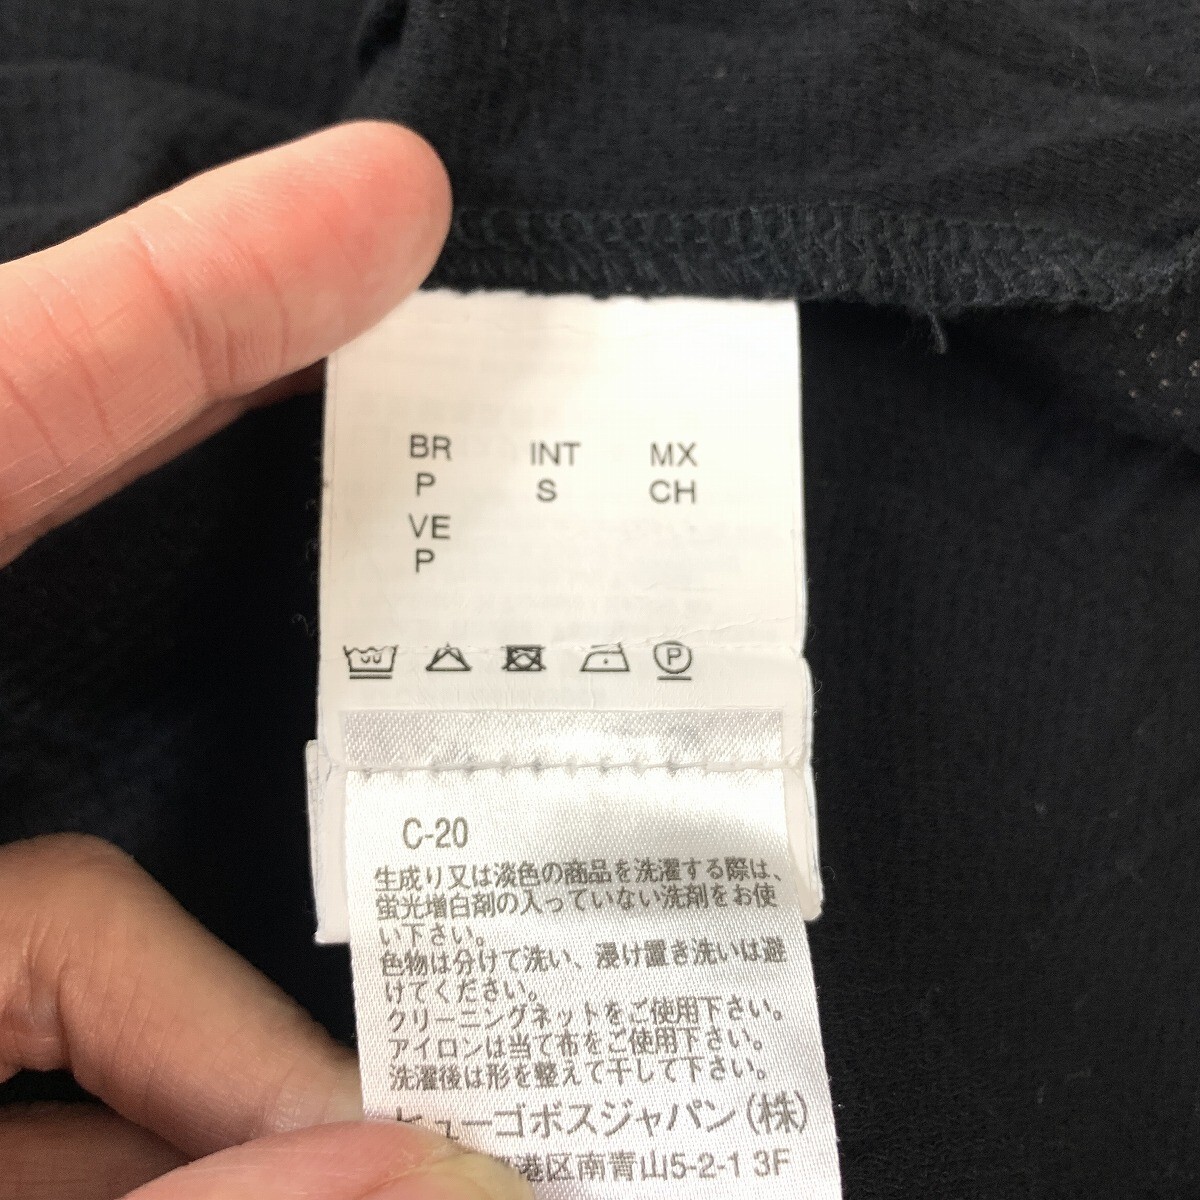 BR INT MX
P S CH
VE
P
P
C-20
生成り又は淡色の商品を洗濯する際は、
蛍光増白剤の入っていない洗剤をお使
い下さい。
色物は分けて洗い、浸け置き洗いは避
けてください。
クリーニングネットをご使用下さい。
アイロンは当て布をご使用下さい。
洗濯後は形を整えて干して下さい。
ヒューゴボスジャパン(株)
港区南青山5-2-1 3F